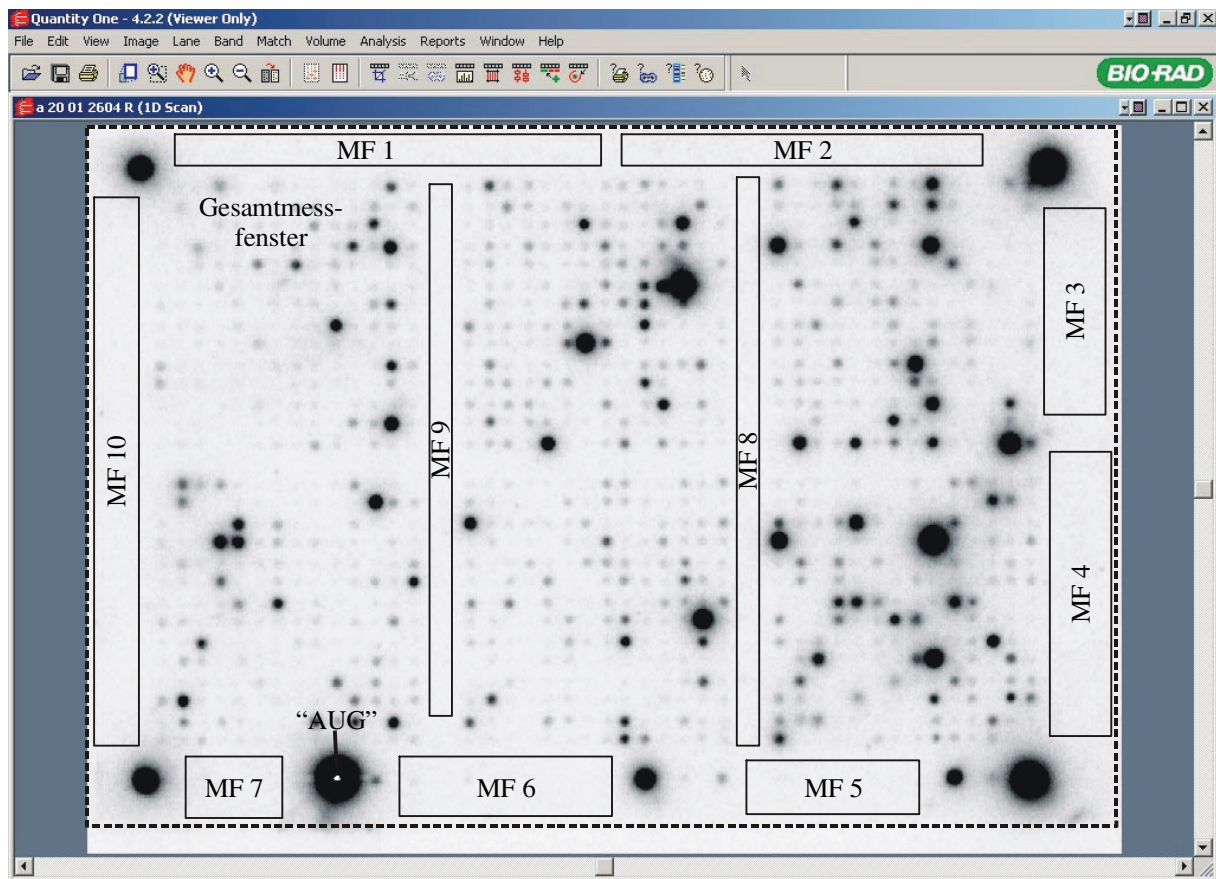 Quantity One - 4.2.2 (Viewer Only)
File Edit View Image Lane Band Match Volume Analysis Reports Window Help
BIO-RAD
a 20 01 2604 R (1D Scan)
MF 1
MF 2
Gesamtmess-
fenster
MF 3
MF 10
MF 9
MF 8
MF 4
“AUG”
MF 7
MF 6
MF 5